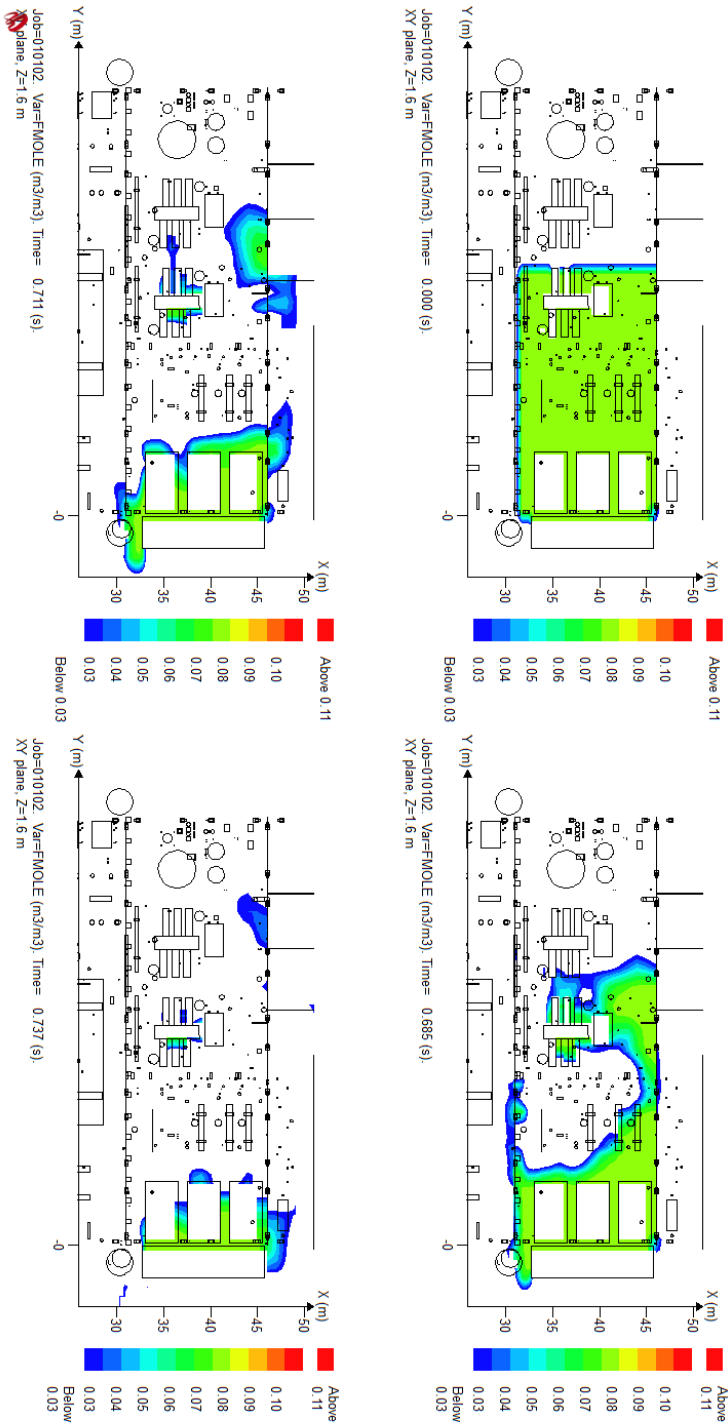 X (m)
50
45
40
35
30
-0
Y (m)
Above 0.11
0.10
0.09
0.08
0.07
0.06
0.05
0.04
0.03
Below 0.03
Job=010102. Var=FMOLE (m3/m3). Time= 0.000 (s).
XY plane, Z=1.6 m
X (m)
50
45
40
35
30
-0
Y (m)
Above
0.11
0.10
0.09
0.08
0.07
0.06
0.05
0.04
0.03
Below
0.03
Job=010102. Var=FMOLE (m3/m3). Time= 0.685 (s).
XY plane, Z=1.6 m
X (m)
50
45
40
35
30
-0
Y (m)
Above 0.11
0.10
0.09
0.08
0.07
0.06
0.05
0.04
0.03
Below 0.03
Job=010102. Var=FMOLE (m3/m3). Time= 0.711 (s).
XY plane, Z=1.6 m
X (m)
50
45
40
35
30
-0
Y (m)
Above
0.11
0.10
0.09
0.08
0.07
0.06
0.05
0.04
0.03
Below
0.03
Job=010102. Var=FMOLE (m3/m3). Time= 0.737 (s).
XY plane, Z=1.6 m